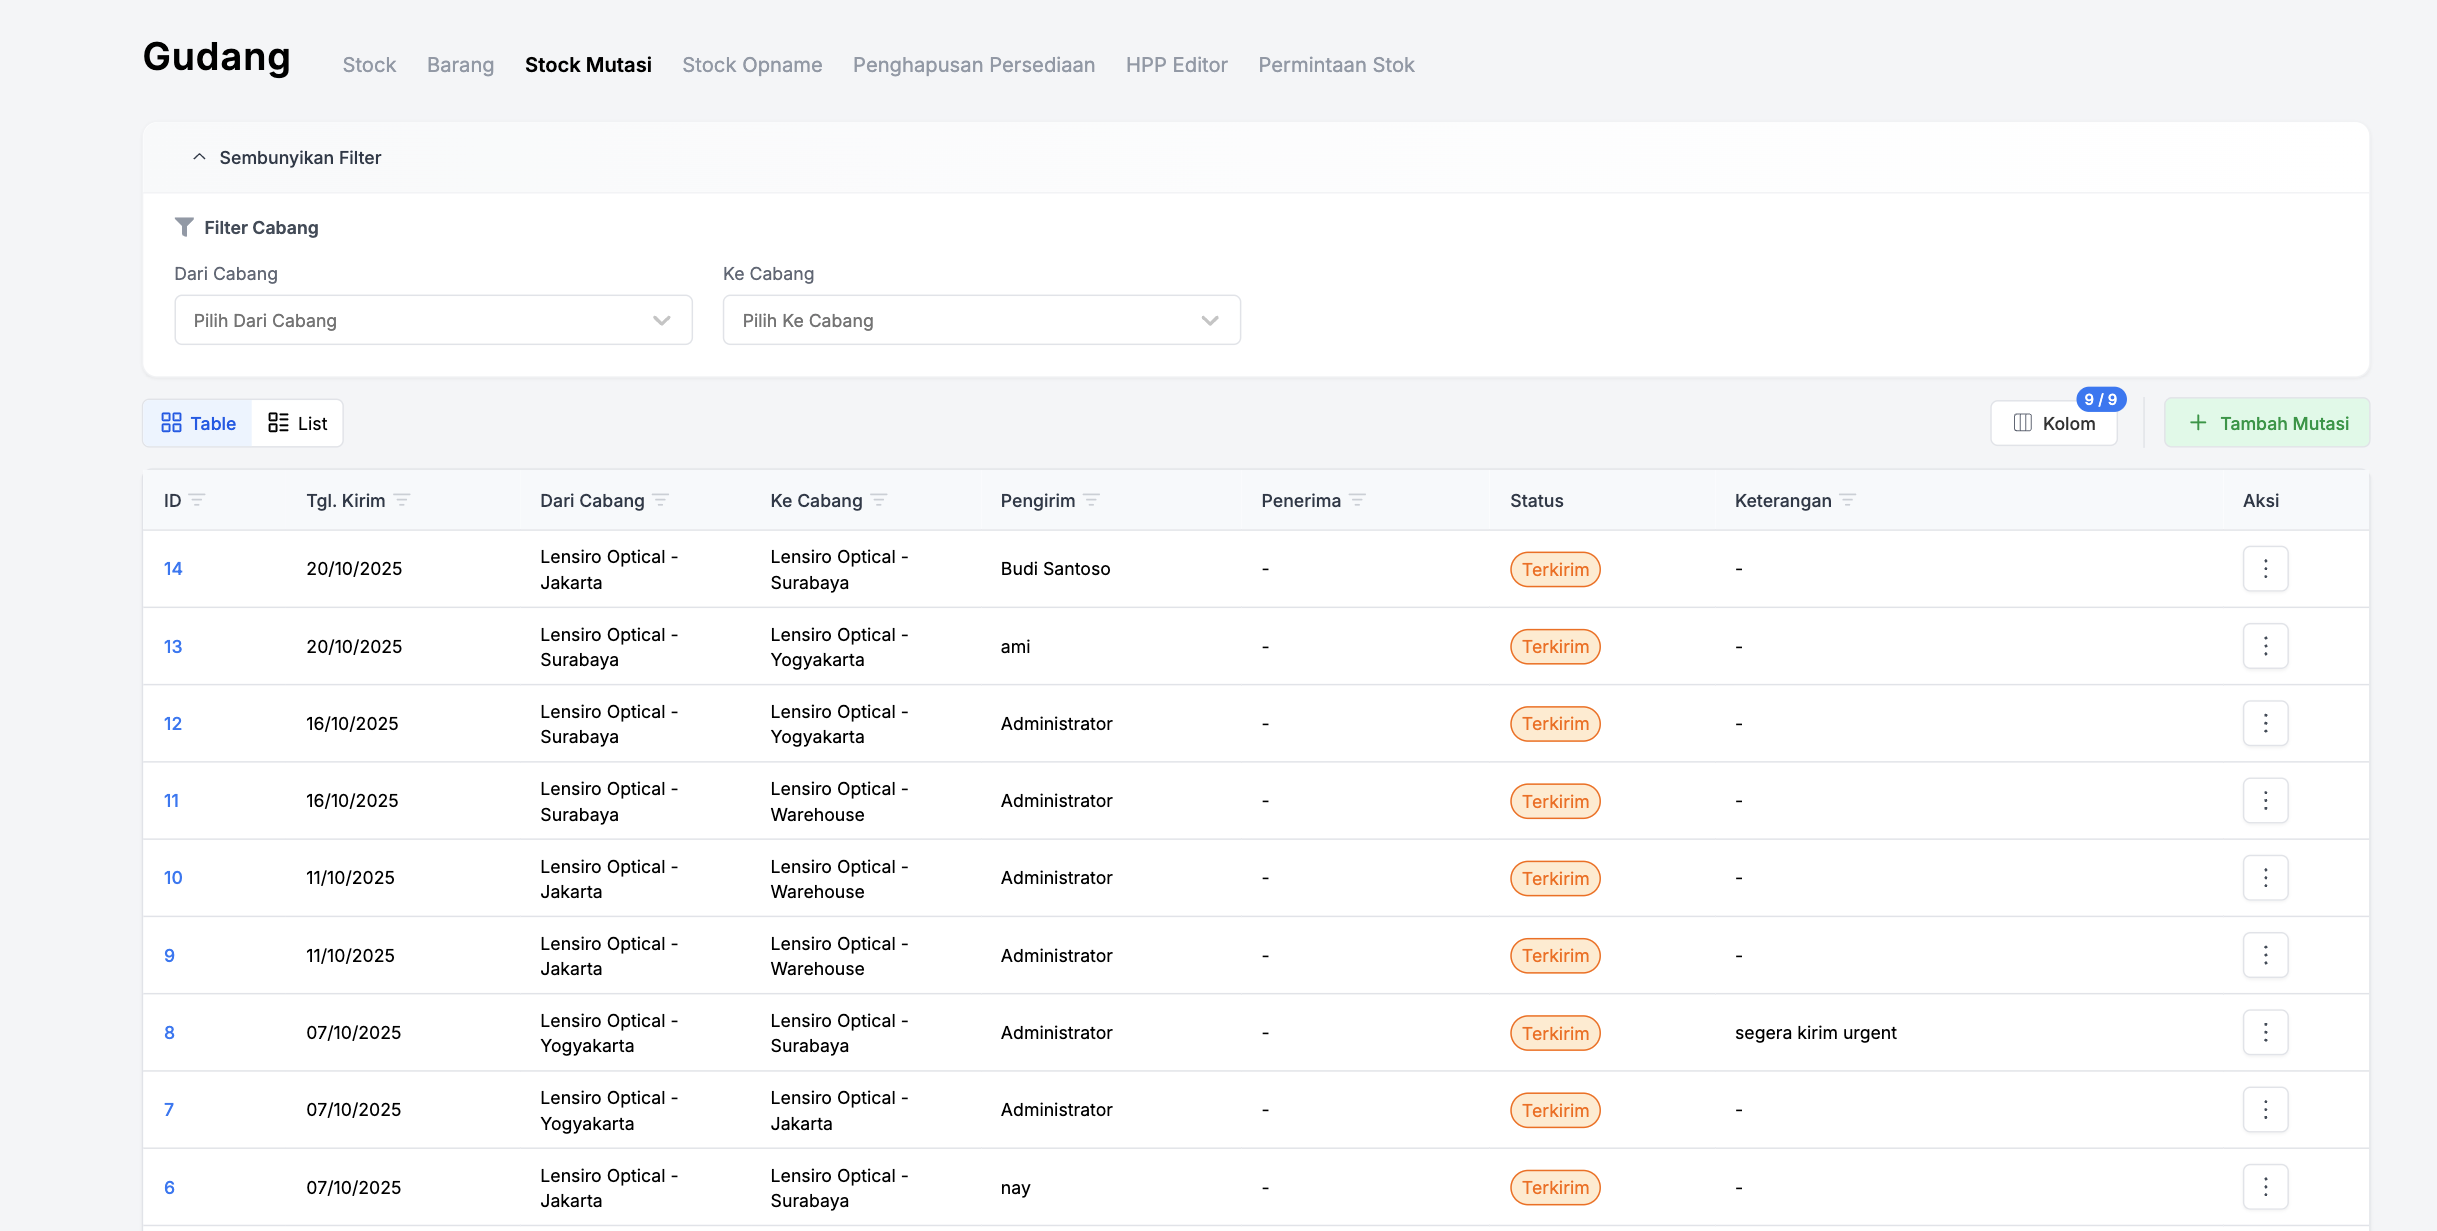 Gudang
Stock Barang Stock Mutasi Stock Opname Penghapusan Persediaan HPP Editor Permintaan Stok
Sembunyikan Filter
Filter Cabang
Dari Cabang Ke Cabang
Pilih Dari Cabang Pilih Ke Cabang
Table List 9 / 9 Kolom + Tambah Mutasi
ID Tgl. Kirim Dari Cabang Ke Cabang Pengirim Penerima Status Keterangan Aksi
14 20/10/2025 Lensiro Optical - Jakarta Lensiro Optical - Surabaya Budi Santoso - Terkirim -
13 20/10/2025 Lensiro Optical - Surabaya Lensiro Optical - Yogyakarta ami - Terkirim -
12 16/10/2025 Lensiro Optical - Surabaya Lensiro Optical - Yogyakarta Administrator - Terkirim -
11 16/10/2025 Lensiro Optical - Surabaya Lensiro Optical - Warehouse Administrator - Terkirim -
10 11/10/2025 Lensiro Optical - Jakarta Lensiro Optical - Warehouse Administrator - Terkirim -
9 11/10/2025 Lensiro Optical - Jakarta Lensiro Optical - Warehouse Administrator - Terkirim -
8 07/10/2025 Lensiro Optical - Yogyakarta Lensiro Optical - Surabaya Administrator - Terkirim segera kirim urgent
7 07/10/2025 Lensiro Optical - Yogyakarta Lensiro Optical - Jakarta Administrator - Terkirim -
6 07/10/2025 Lensiro Optical - Jakarta Lensiro Optical - Surabaya nay - Terkirim -